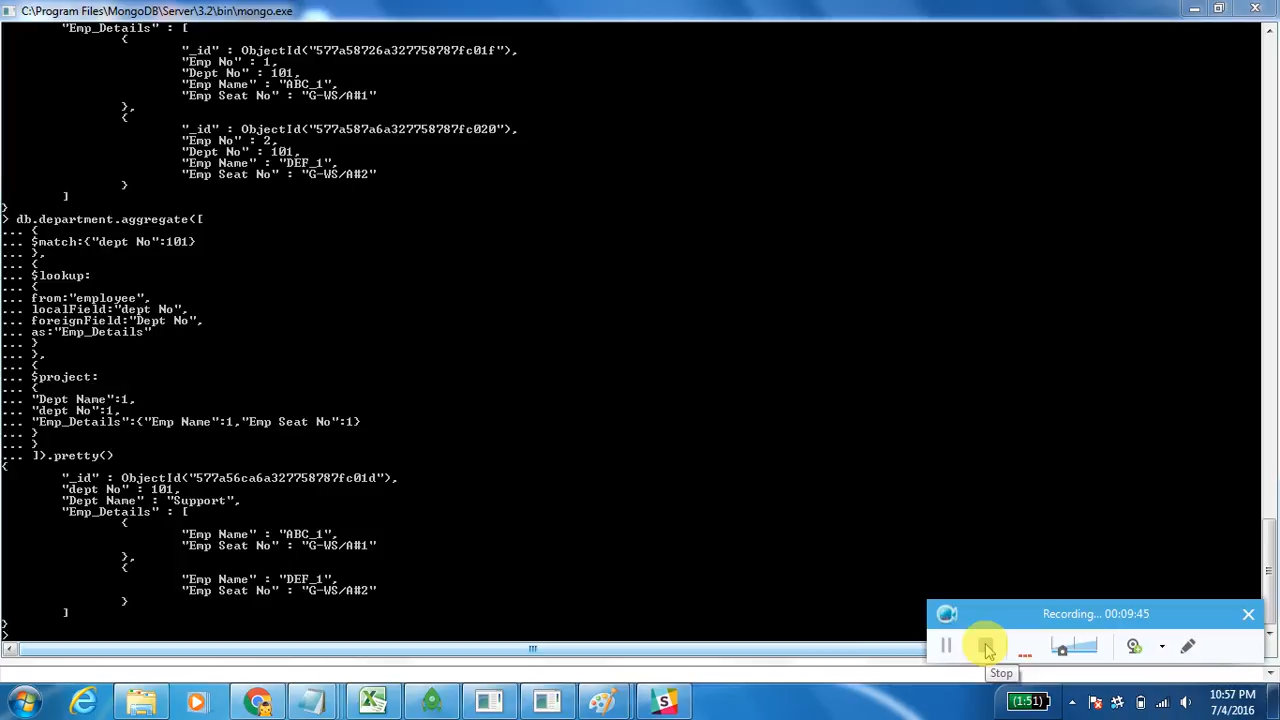 C:\Program Files\MongoDB\Server\3.2\bin\mongo.exe
"Emp_Details" : [
{
"_id" : ObjectId("577a58726a327758787fc01f"),
"Emp No" : 1,
"Dept No" : 101,
"Emp Name" : "ABC_1",
"Emp Seat No" : "G-WS/A#1"
},
{
"_id" : ObjectId("577a587a6a327758787fc020"),
"Emp No" : 2,
"Dept No" : 101,
"Emp Name" : "DEF_1",
"Emp Seat No" : "G-WS/A#2"
}
]
}
> db.department.aggregate([
... {
... $match:{"dept No":101}
... },
... {
... $lookup:
... {
... from:"employee",
... localField:"dept No",
... foreignField:"Dept No",
... as:"Emp_Details"
... }
... },
... {
... $project:
... {
... "Dept Name":1,
... "dept No":1,
... "Emp_Details":{"Emp Name":1,"Emp Seat No":1}
... }
... }
... ]).pretty()
{
"_id" : ObjectId("577a56ca6a327758787fc01d"),
"dept No" : 101,
"Dept Name" : "Support",
"Emp_Details" : [
{
"Emp Name" : "ABC_1",
"Emp Seat No" : "G-WS/A#1"
},
{
"Emp Name" : "DEF_1",
"Emp Seat No" : "G-WS/A#2"
}
]
}
>
Recording... 00:09:45
Stop
(1:51)
10:57 PM
7/4/2016